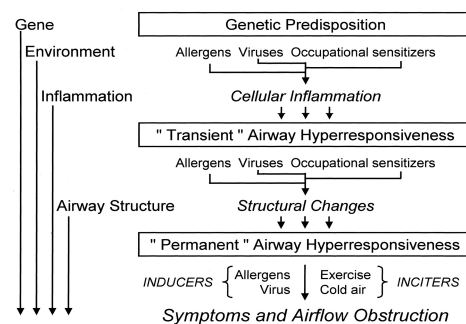 Gene
Environment
Inflammation
Airway Structure
Genetic Predisposition
Allergens Viruses Occupational sensitizers
Cellular Inflammation
" Transient " Airway Hyperresponsiveness
Allergens Viruses Occupational sensitizers
Structural Changes
" Permanent " Airway Hyperresponsiveness
INDUCERS Allergens Exercise INCITERS
Virus Cold air
Symptoms and Airflow Obstruction